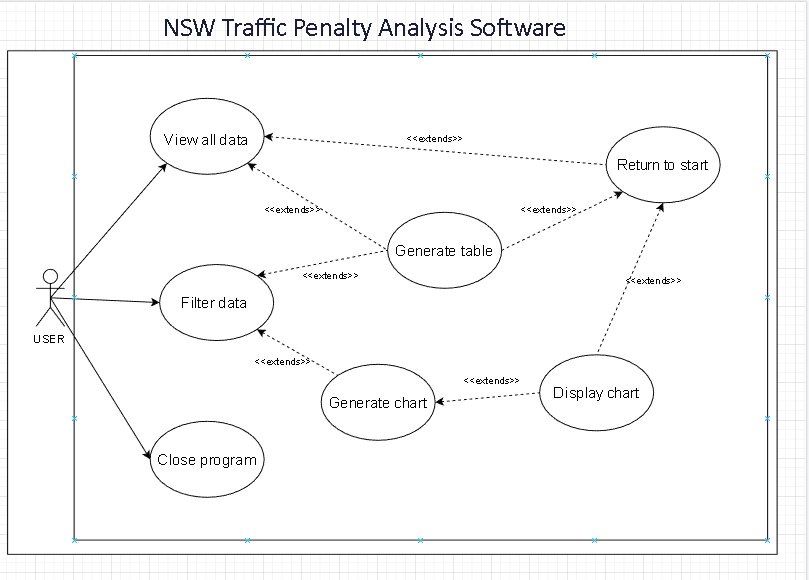 NSW Traffic Penalty Analysis Software
View all data
<<extends>>
Return to start
<<extends>>
<<extends>>
Generate table
<<extends>>
<<extends>>
Filter data
USER
<<extends>>
<<extends>>
Generate chart
Display chart
Close program